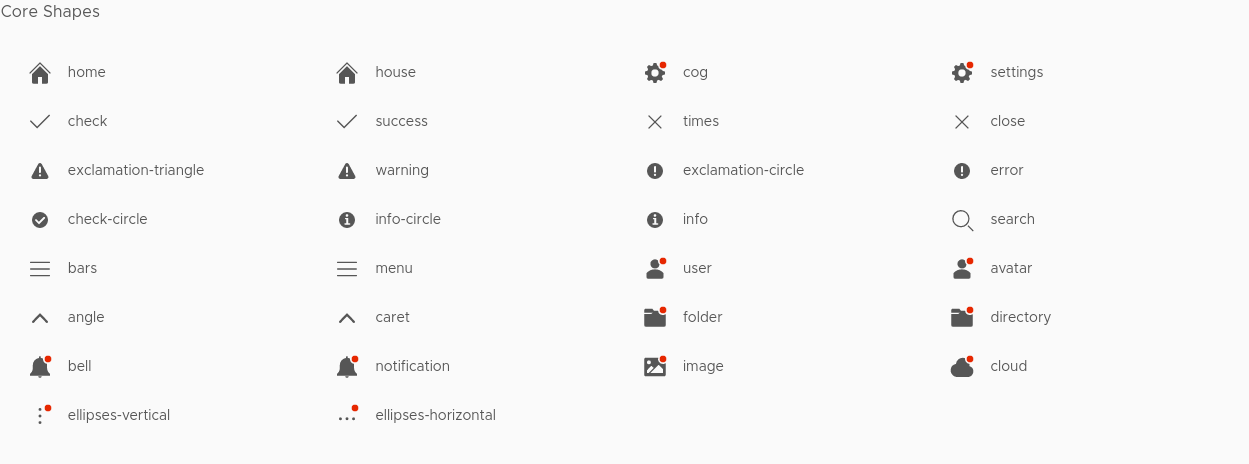 Core Shapes
home house cog settings
check success times close
exclamation-triangle warning exclamation-circle error
check-circle info-circle info search
bars menu user avatar
angle caret folder directory
bell notification image cloud
ellipses-vertical ellipses-horizontal